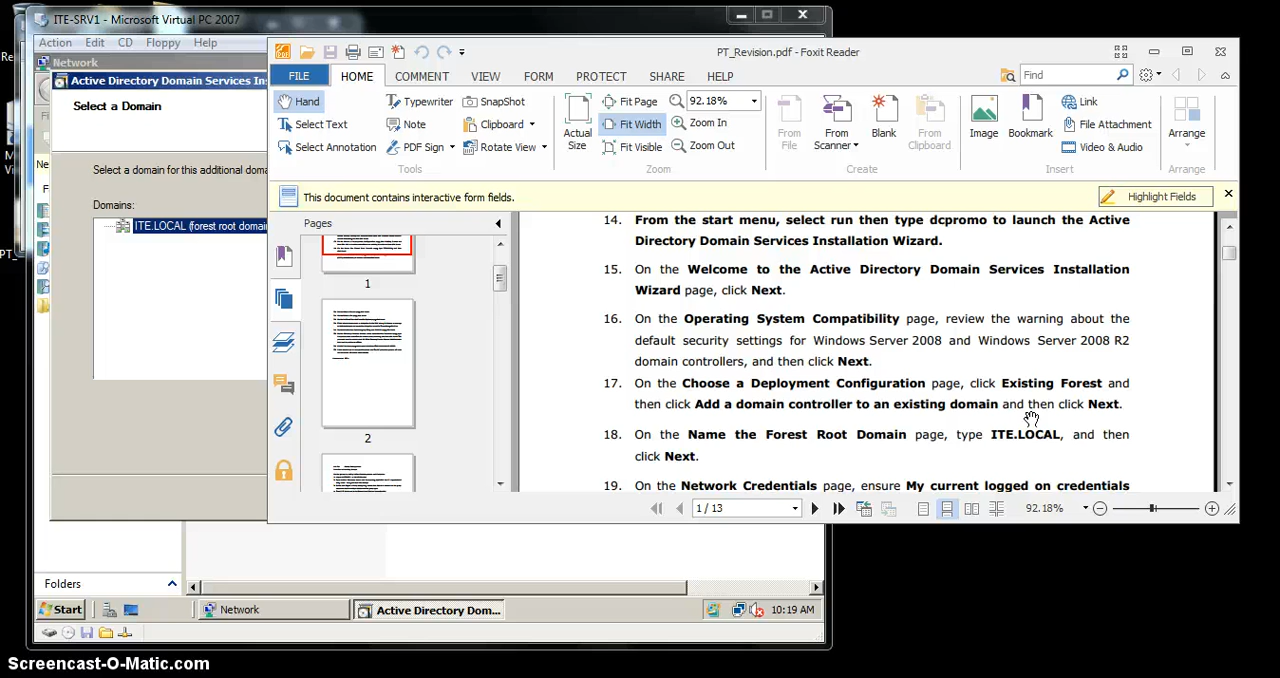 ITE-SRV1 - Microsoft Virtual PC 2007
Action Edit CD Floppy Help
Network
Active Directory Domain Services Ins
Select a Domain
Select a domain for this additional doma
Domains:
ITE.LOCAL (forest root domain
Folders
Start
Network
Active Directory Dom...
10:19 AM
PT_Revision.pdf - Foxit Reader
FILE HOME COMMENT VIEW FORM PROTECT SHARE HELP
Find
Hand
Select Text
Select Annotation
Typewriter
Note
PDF Sign
SnapShot
Clipboard
Rotate View
Tools
Actual
Size
Fit Page
Fit Width
Fit Visible
92.18%
Zoom In
Zoom Out
Zoom
From
File
From
Scanner
Blank
From
Clipboard
Create
Image
Bookmark
Link
File Attachment
Video & Audio
Insert
Arrange
Arrange
This document contains interactive form fields.
Highlight Fields
Pages
1
2
14. From the start menu, select run then type dcpromo to launch the Active
Directory Domain Services Installation Wizard.
15. On the Welcome to the Active Directory Domain Services Installation
Wizard page, click Next.
16. On the Operating System Compatibility page, review the warning about the
default security settings for Windows Server 2008 and Windows Server 2008 R2
domain controllers, and then click Next.
17. On the Choose a Deployment Configuration page, click Existing Forest and
then click Add a domain controller to an existing domain and then click Next.
18. On the Name the Forest Root Domain page, type ITE.LOCAL, and then
click Next.
19. On the Network Credentials page, ensure My current logged on credentials
1 / 13
92.18%
Screencast-O-Matic.com